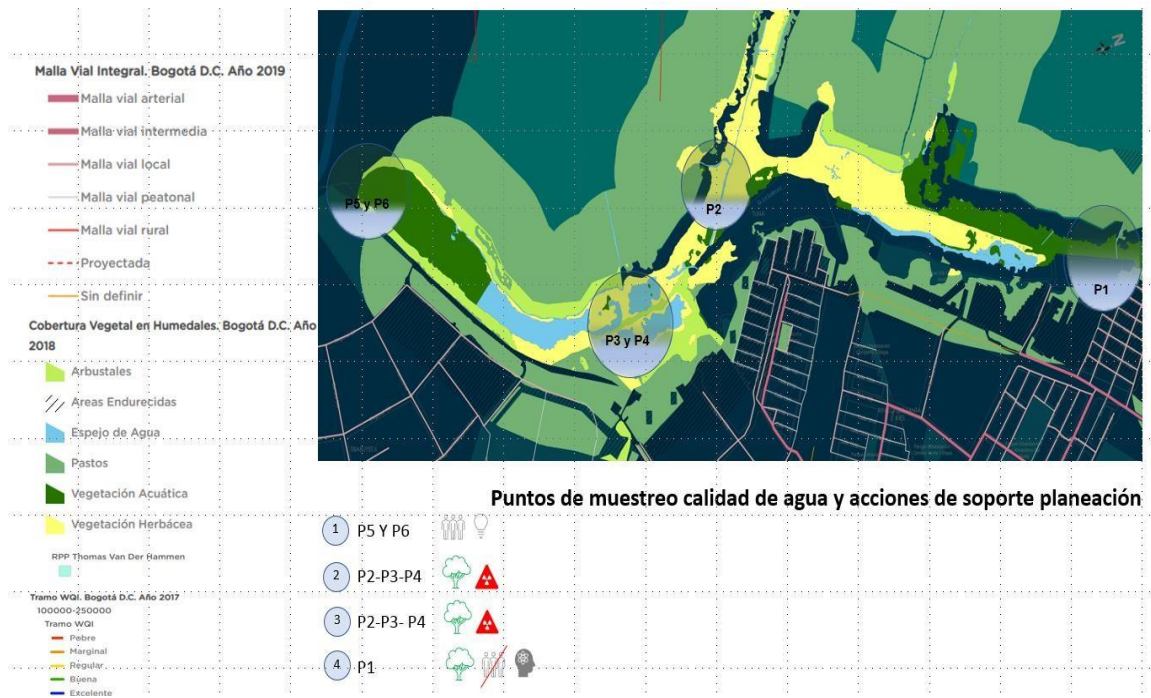 Malla Vial Integral. Bogotá D.C. Año 2019
Malla vial arterial
Malla vial intermedia
Malla vial local
Malla vial peatonal
Malla vial rural
Proyectada
Sin definir
Cobertura Vegetal en Humedales. Bogotá D.C. Año
2018
Arbustales
Areas Endurecidas
Espejo de Agua
Pastos
Vegetación Acuática
Vegetación Herbácea
RPP Thomas Van Der Hammen
Tramo WQI. Bogotá D.C. Año 2017
100000-250000
Tramo WQI
Pobre
Marginal
Regular
Buena
Excelente
N
P5 y P6
P2
P1
P3 y P4
Puntos de muestreo calidad de agua y acciones de soporte planeación
1 P5 Y P6
2 P2-P3-P4
3 P2-P3- P4
4 P1